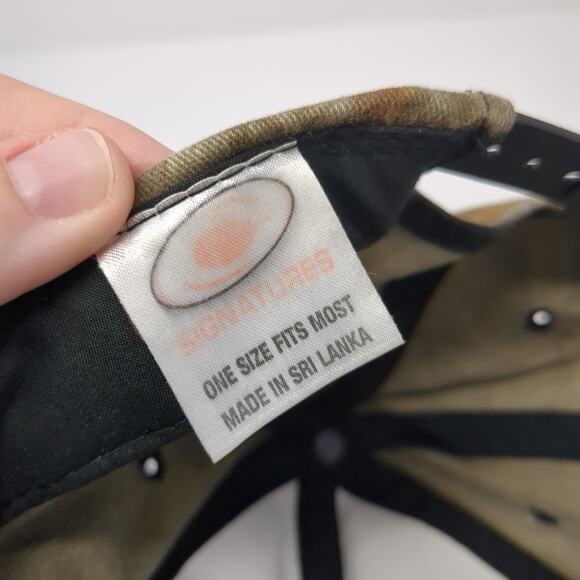 SIGNATURES
ONE SIZE FITS MOST
MADE IN SRI LANKA